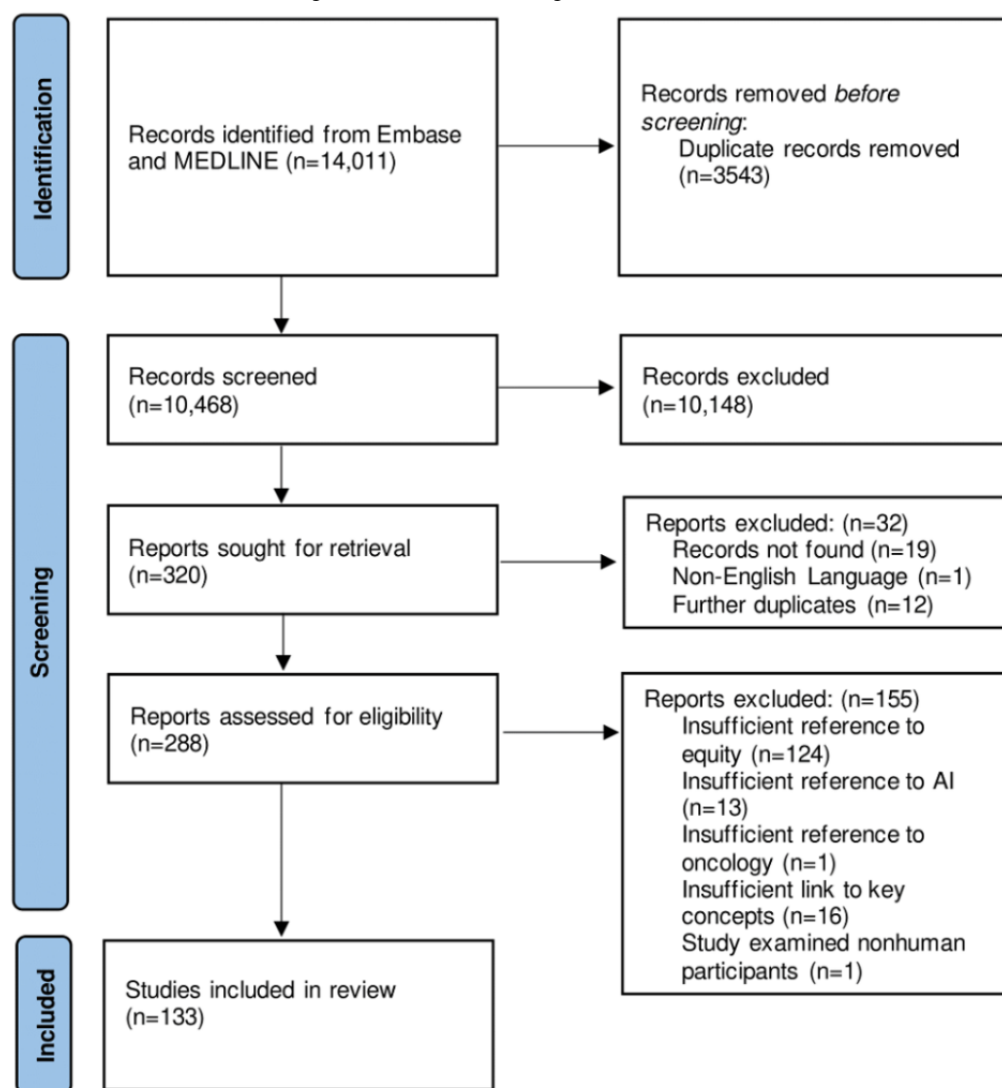 Identification
Records identified from Embase
and MEDLINE (n=14,011)
Records removed before
screening:
Duplicate records removed
(n=3543)
Screening
Records screened
(n=10,468)
Records excluded
(n=10,148)
Reports sought for retrieval
(n=320)
Reports excluded: (n=32)
Records not found (n=19)
Non-English Language (n=1)
Further duplicates (n=12)
Reports assessed for eligibility
(n=288)
Reports excluded: (n=155)
Insufficient reference to
equity (n=124)
Insufficient reference to AI
(n=13)
Insufficient reference to
oncology (n=1)
Insufficient link to key
concepts (n=16)
Study examined nonhuman
participants (n=1)
Included
Studies included in review
(n=133)